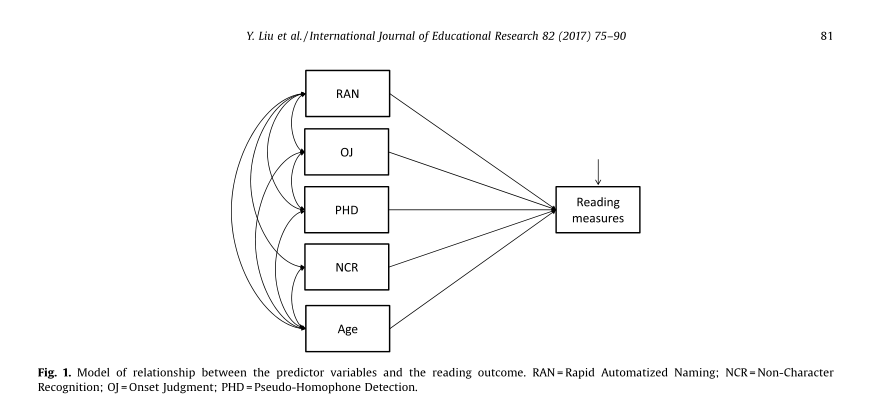 Y. Liu et al. / International Journal of Educational Research 82 (2017) 75–90 81
RAN
OJ
PHD
NCR
Age
Reading
measures
Fig. 1. Model of relationship between the predictor variables and the reading outcome. RAN = Rapid Automatized Naming; NCR = Non-Character
Recognition; OJ = Onset Judgment; PHD = Pseudo-Homophone Detection.